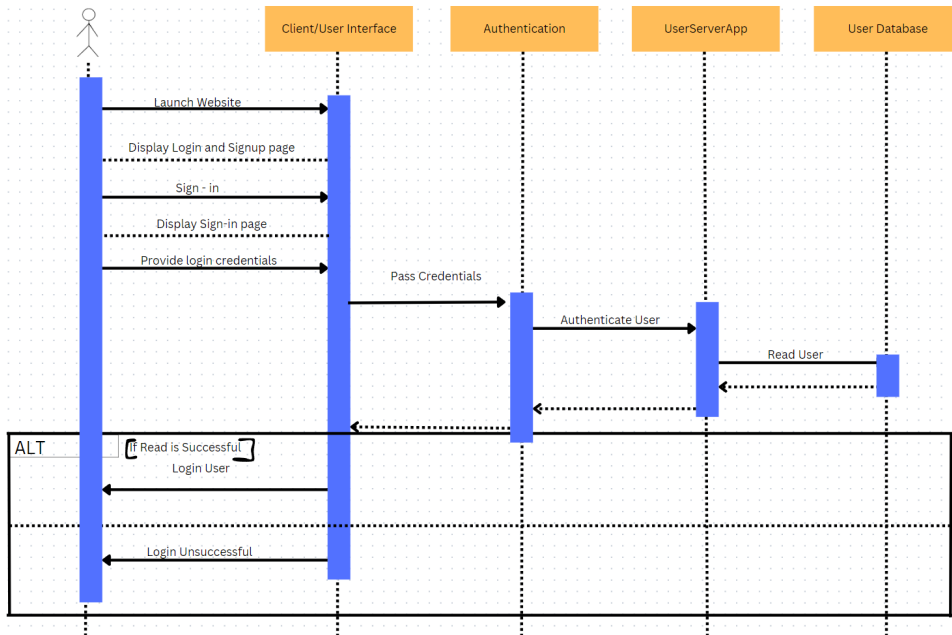 Client/User Interface
Authentication
UserServerApp
User Database
Launch Website
Display Login and Signup page
Sign - in
Display Sign-in page
Provide login credentials
Pass Credentials
Authenticate User
Read User
ALT
[If Read is Successful]
Login User
Login Unsuccessful